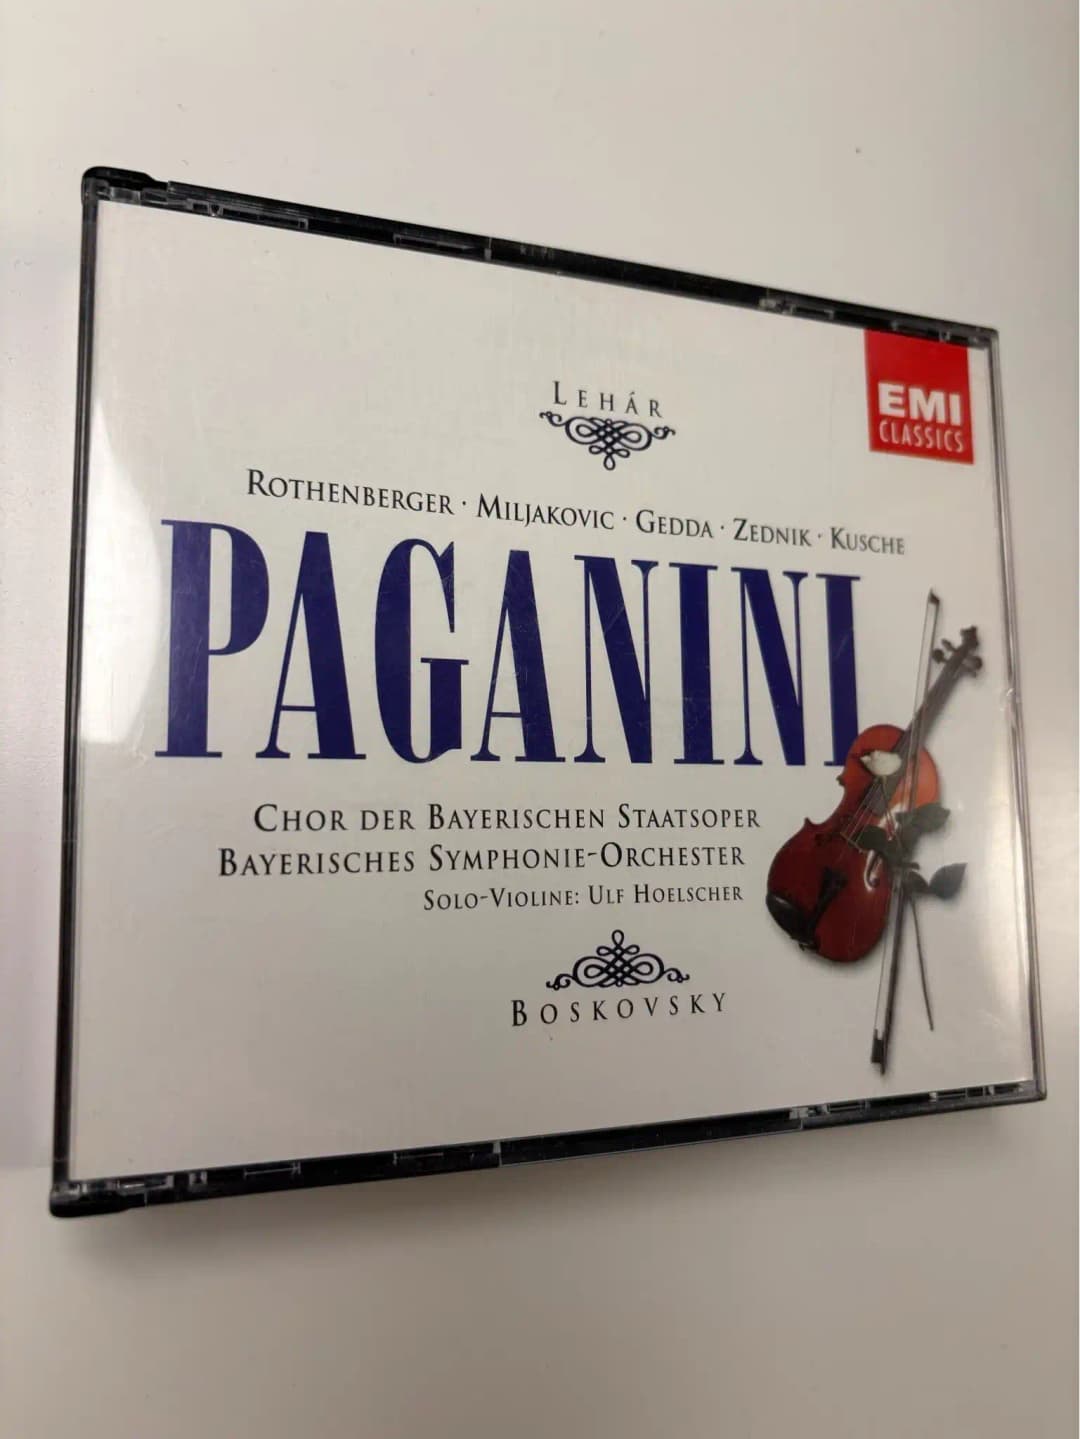 LEHÁR
EMI
CLASSICS
ROTHENBERGER · MILJAKOVIC · GEDDA · ZEDNIK · KUSCHE
PAGANINI
CHOR DER BAYERISCHEN STAATSOPER
BAYERISCHES SYMPHONIE-ORCHESTER
SOLO-VIOLINE: ULF HOELSCHER
BOSKOVSKY